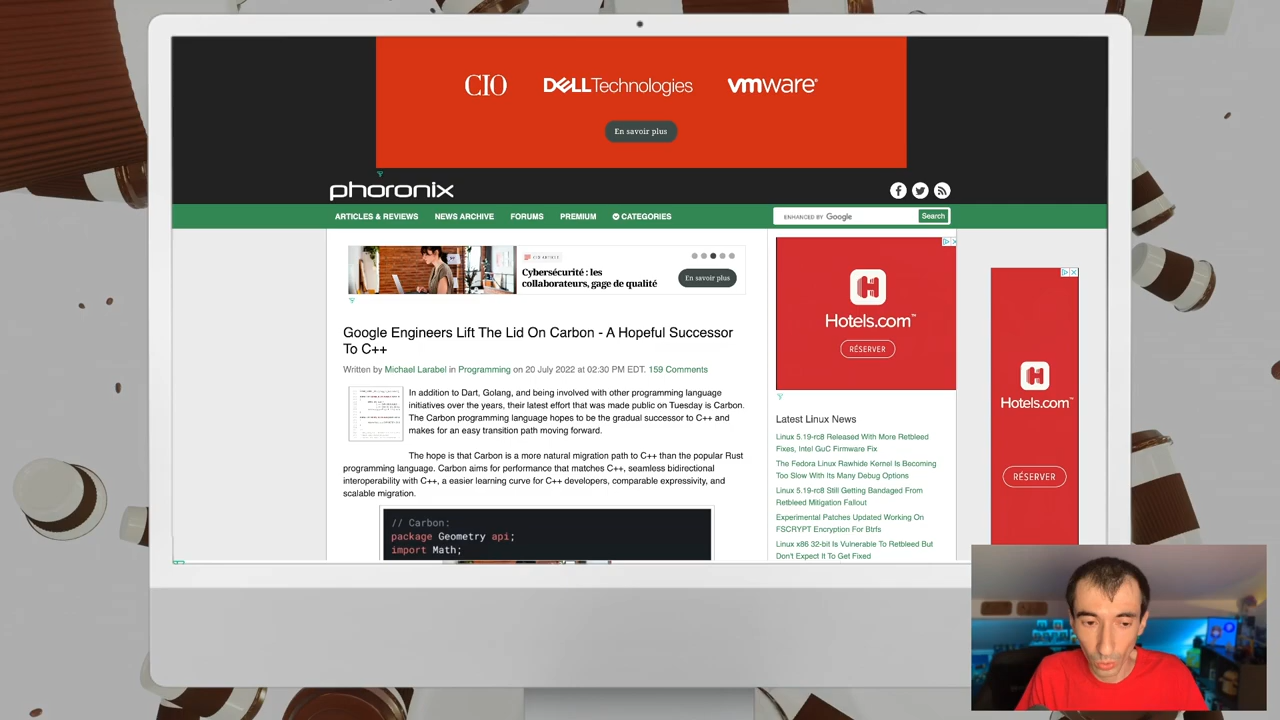 CIO DELLTechnologies vmware®
En savoir plus
phoronix
ARTICLES & REVIEWS NEWS ARCHIVE FORUMS PREMIUM CATEGORIES
ENHANCED BY Google Search
Cybersécurité : les
collaborateurs, gage de qualité
En savoir plus
Google Engineers Lift The Lid On Carbon - A Hopeful Successor
To C++
Written by Michael Larabel in Programming on 20 July 2022 at 02:30 PM EDT. 159 Comments
In addition to Dart, Golang, and being involved with other programming language
initiatives over the years, their latest effort that was made public on Tuesday is Carbon.
The Carbon programming language hopes to be the gradual successor to C++ and
makes for an easy transition path moving forward.
The hope is that Carbon is a more natural migration path to C++ than the popular Rust
programming language. Carbon aims for performance that matches C++, seamless bidirectional
interoperability with C++, a easier learning curve for C++ developers, comparable expressivity, and
scalable migration.
// Carbon:
package Geometry api;
import Math;
Hotels.com™
RÉSERVER
Latest Linux News
Linux 5.19-rc8 Released With More Retbleed
Fixes, Intel GuC Firmware Fix
The Fedora Linux Rawhide Kernel Is Becoming
Too Slow With Its Many Debug Options
Linux 5.19-rc8 Still Getting Bandaged From
Retbleed Mitigation Fallout
Experimental Patches Updated Working On
FSCRYPT Encryption For Btrfs
Linux x86 32-bit Is Vulnerable To Retbleed But
Don't Expect It To Get Fixed
Hotels.com™
RÉSERVER